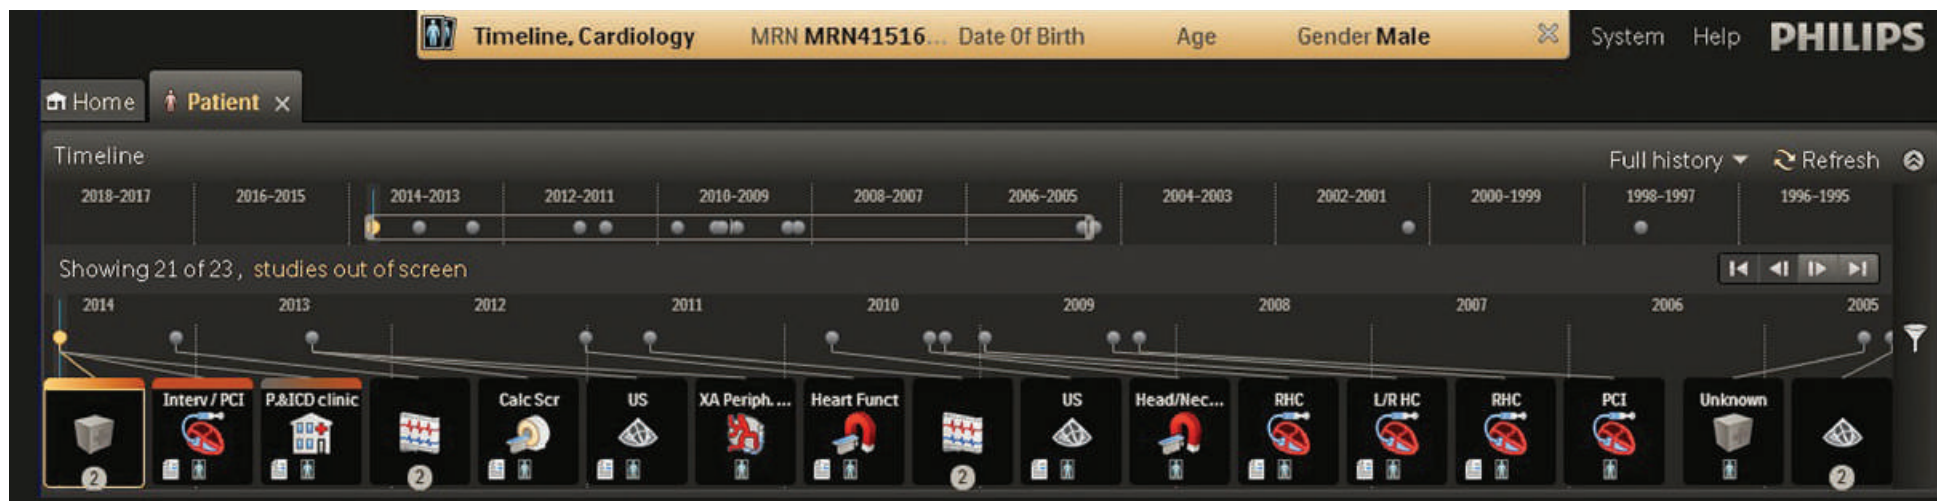 Timeline, Cardiology MRN MRN41516... Date Of Birth Age Gender Male System Help PHILIPS
Home Patient
Timeline Full history Refresh
2018-2017 2016-2015 2014-2013 2012-2011 2010-2009 2008-2007 2006-2005 2004-2003 2002-2001 2000-1999 1998-1997 1996-1995
Showing 21 of 23, studies out of screen
2014 2013 2012 2011 2010 2009 2008 2007 2006 2005
Interv / PCI P.&ICD clinic Calc Scr US XA Periph. ... Heart Funct US Head/Nec... RHC L/R HC RHC PCI Unknown
2 2 2 2